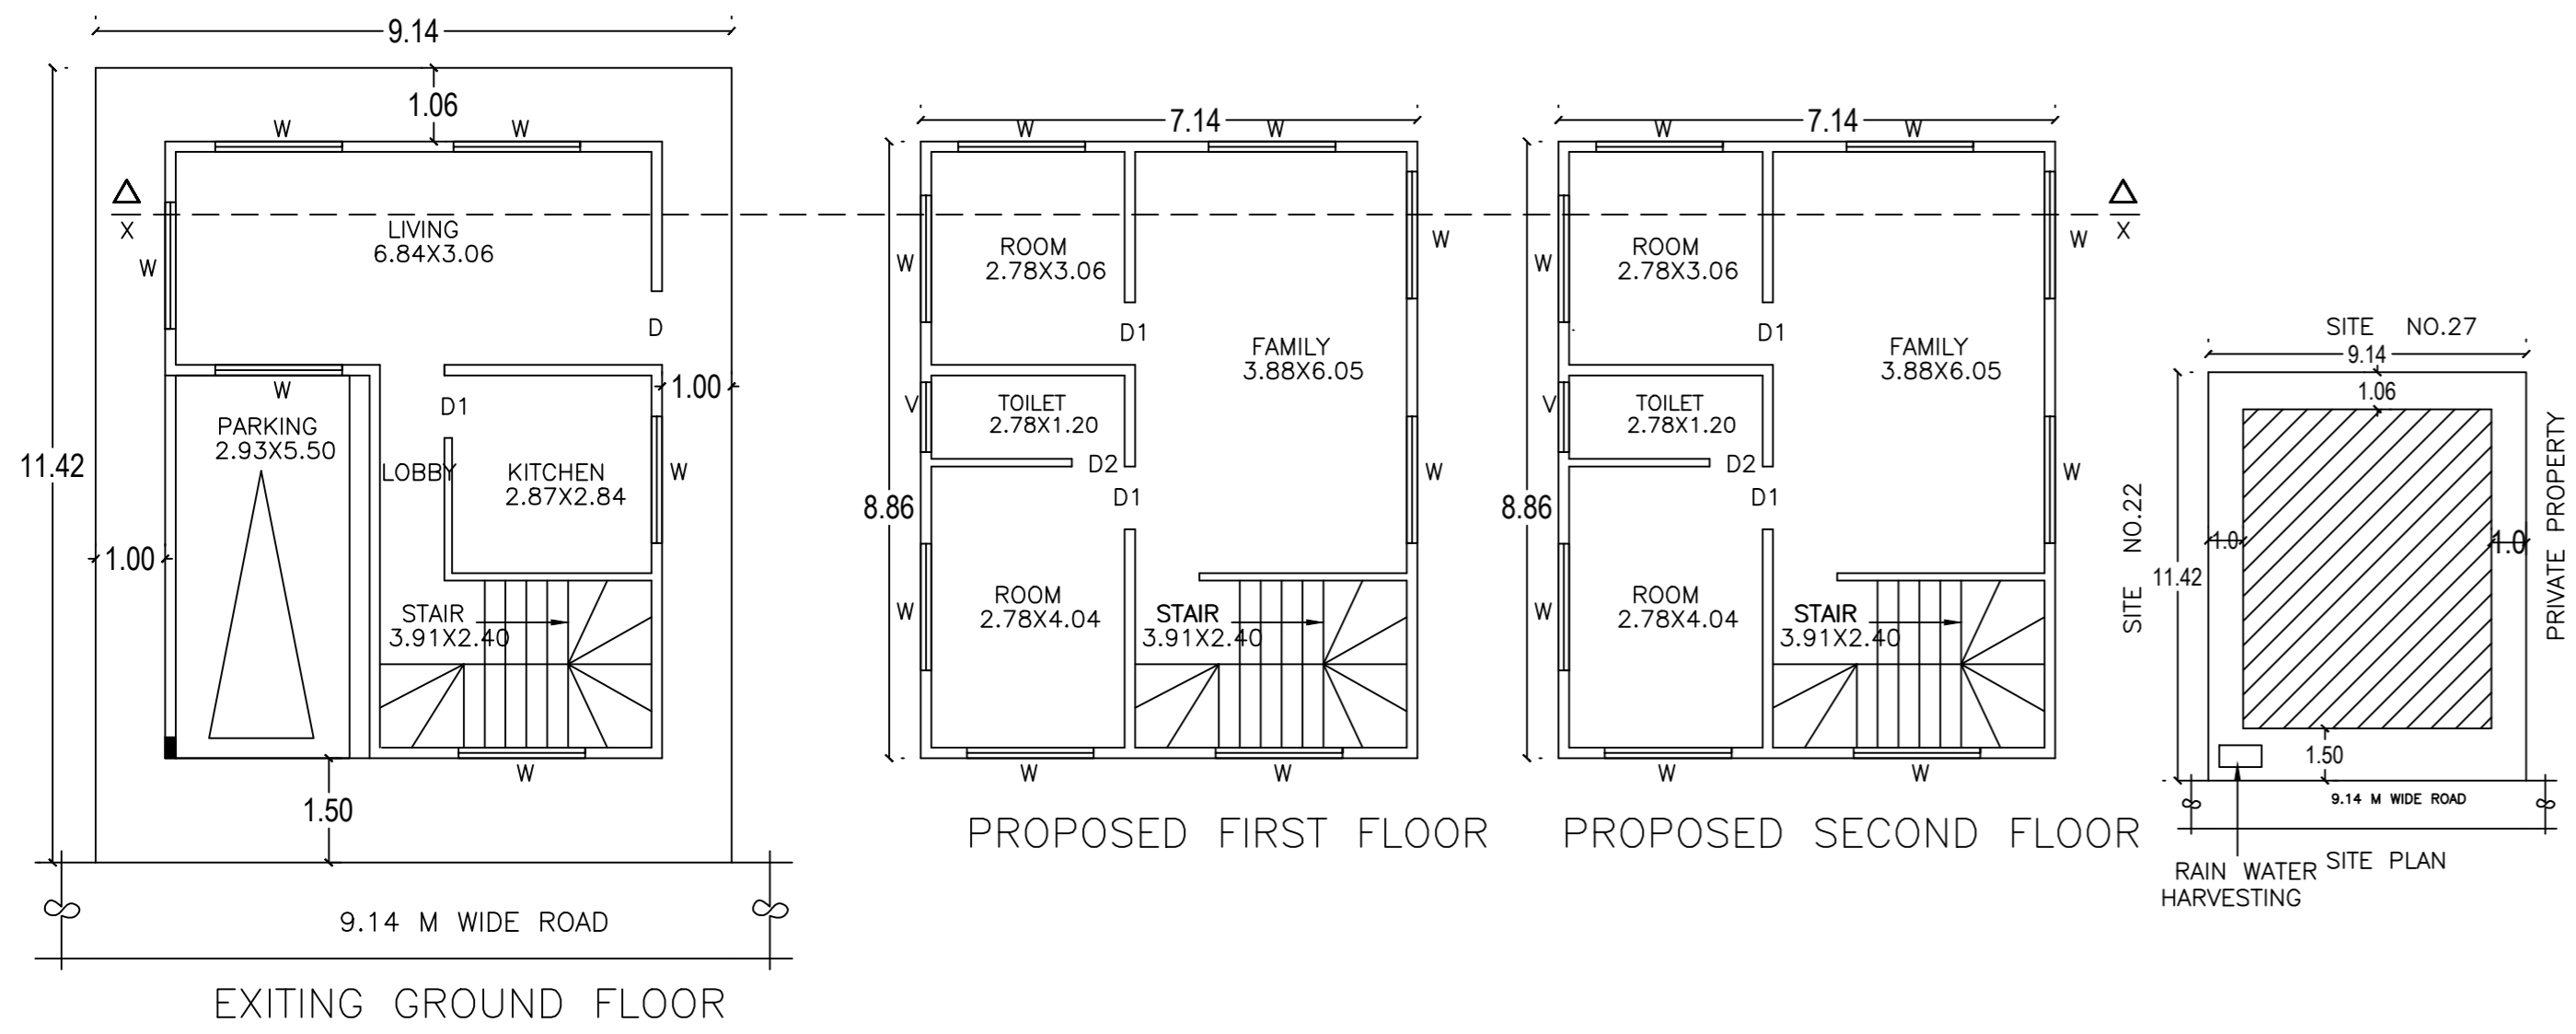 9.14
1.06
W
W
X
W
LIVING
6.84X3.06
D
W
1.00
D1
PARKING
2.93X5.50
11.42
LOBBY
KITCHEN
2.87X2.84
W
1.00
STAIR
3.91X2.40
W
1.50
9.14 M WIDE ROAD
EXITING GROUND FLOOR
7.14
W
W
W
W
ROOM
2.78X3.06
D1
FAMILY
3.88X6.05
V
TOILET
2.78X1.20
D2
W
D1
8.86
ROOM
2.78X4.04
W
STAIR
3.91X2.40
W
W
PROPOSED FIRST FLOOR
7.14
W
W
X
W
W
ROOM
2.78X3.06
D1
FAMILY
3.88X6.05
V
TOILET
2.78X1.20
D2
W
D1
8.86
ROOM
2.78X4.04
W
STAIR
3.91X2.40
W
W
PROPOSED SECOND FLOOR
SITE NO.27
9.14
1.06
SITE NO.22
PRIVATE PROPERTY
1.0
1.0
11.42
1.50
9.14 M WIDE ROAD
SITE PLAN
RAIN WATER
HARVESTING